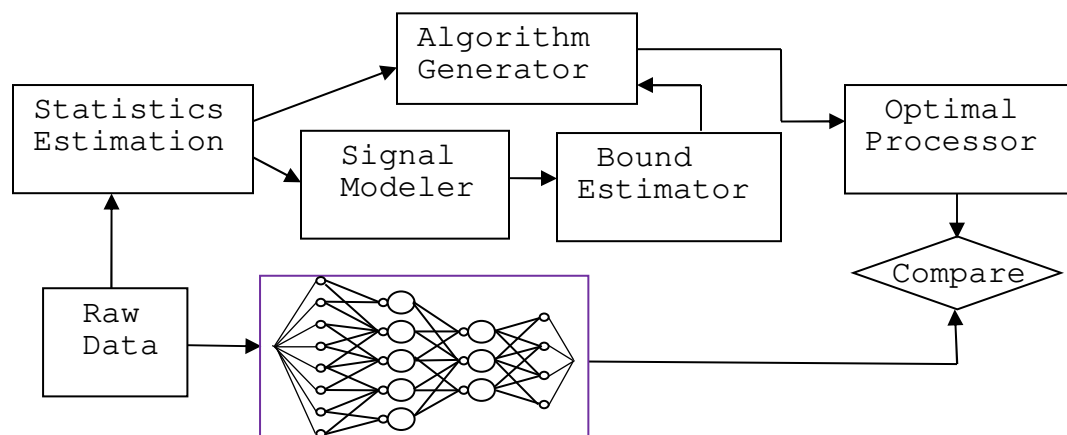 Algorithm
Generator
Statistics
Estimation
Optimal
Processor
Signal
Modeler
Bound
Estimator
Compare
Raw
Data